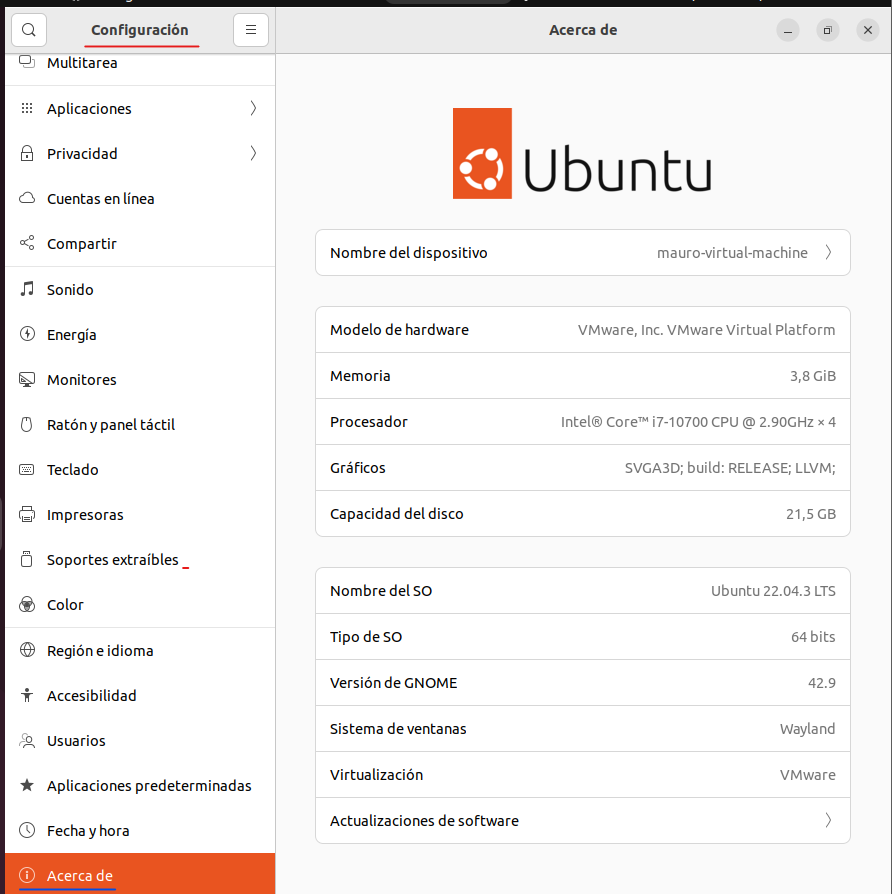 Configuración
Acerca de
Multitarea
Aplicaciones
Privacidad
Cuentas en línea
Compartir
Sonido
Energía
Monitores
Ratón y panel táctil
Teclado
Impresoras
Soportes extraíbles
Color
Región e idioma
Accesibilidad
Usuarios
Aplicaciones predeterminadas
Fecha y hora
Acerca de
Ubuntu
Nombre del dispositivo mauro-virtual-machine
Modelo de hardware VMware, Inc. VMware Virtual Platform
Memoria 3,8 GiB
Procesador Intel® Core™ i7-10700 CPU @ 2.90GHz × 4
Gráficos SVGA3D; build: RELEASE; LLVM;
Capacidad del disco 21,5 GB
Nombre del SO Ubuntu 22.04.3 LTS
Tipo de SO 64 bits
Versión de GNOME 42.9
Sistema de ventanas Wayland
Virtualización VMware
Actualizaciones de software